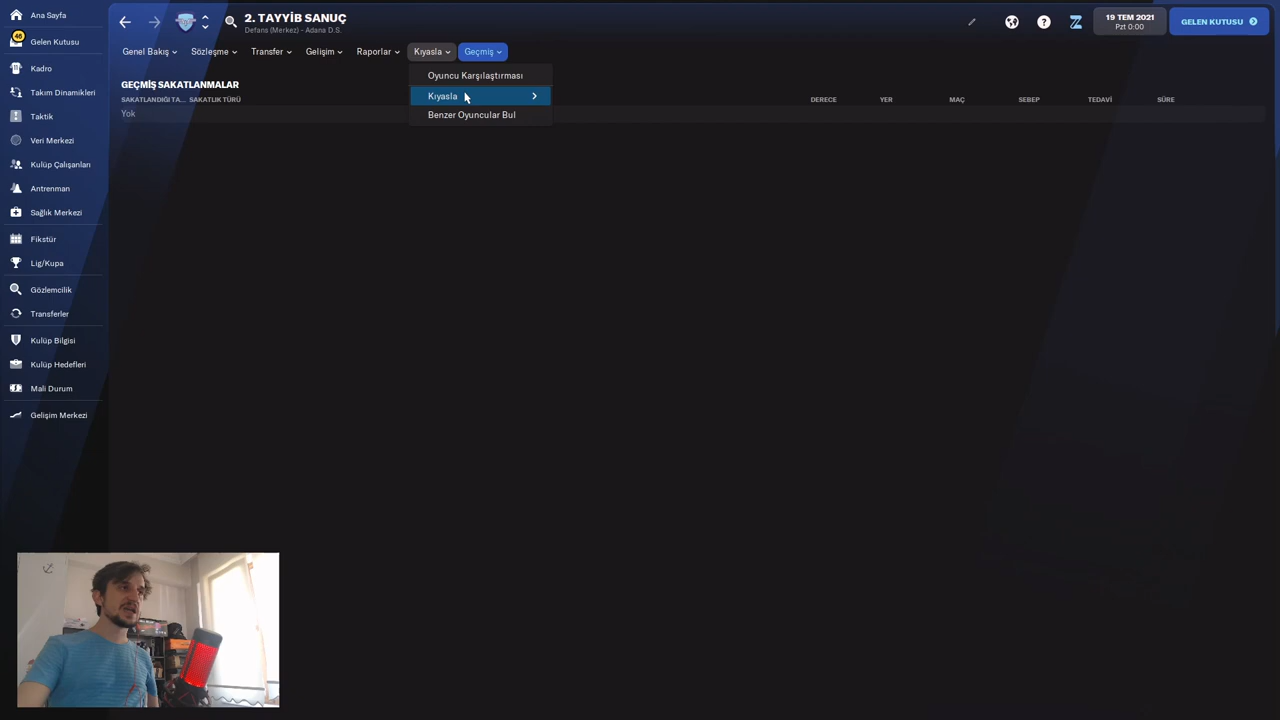 Ana Sayfa
46
Gelen Kutusu
Kadro
Takım Dinamikleri
Taktik
Veri Merkezi
Kulüp Çalışanları
Antrenman
Sağlık Merkezi
Fikstür
Lig/Kupa
Gözlemcilik
Transferler
Kulüp Bilgisi
Kulüp Hedefleri
Mali Durum
Gelişim Merkezi
2. TAYYİB SANUÇ
Defans (Merkez) - Adana D.S.
19 TEM 2021
Pzt 0:00
GELEN KUTUSU
Genel Bakış Sözleşme Transfer Gelişim Raporlar Kıyasla Geçmiş
Oyuncu Karşılaştırması
Kıyasla
Benzer Oyuncular Bul
GEÇMİŞ SAKATLANMALAR
SAKATLANDIĞI TA... SAKATLIK TÜRÜ DERECE YER MAÇ SEBEP TEDAVİ SÜRE
Yok